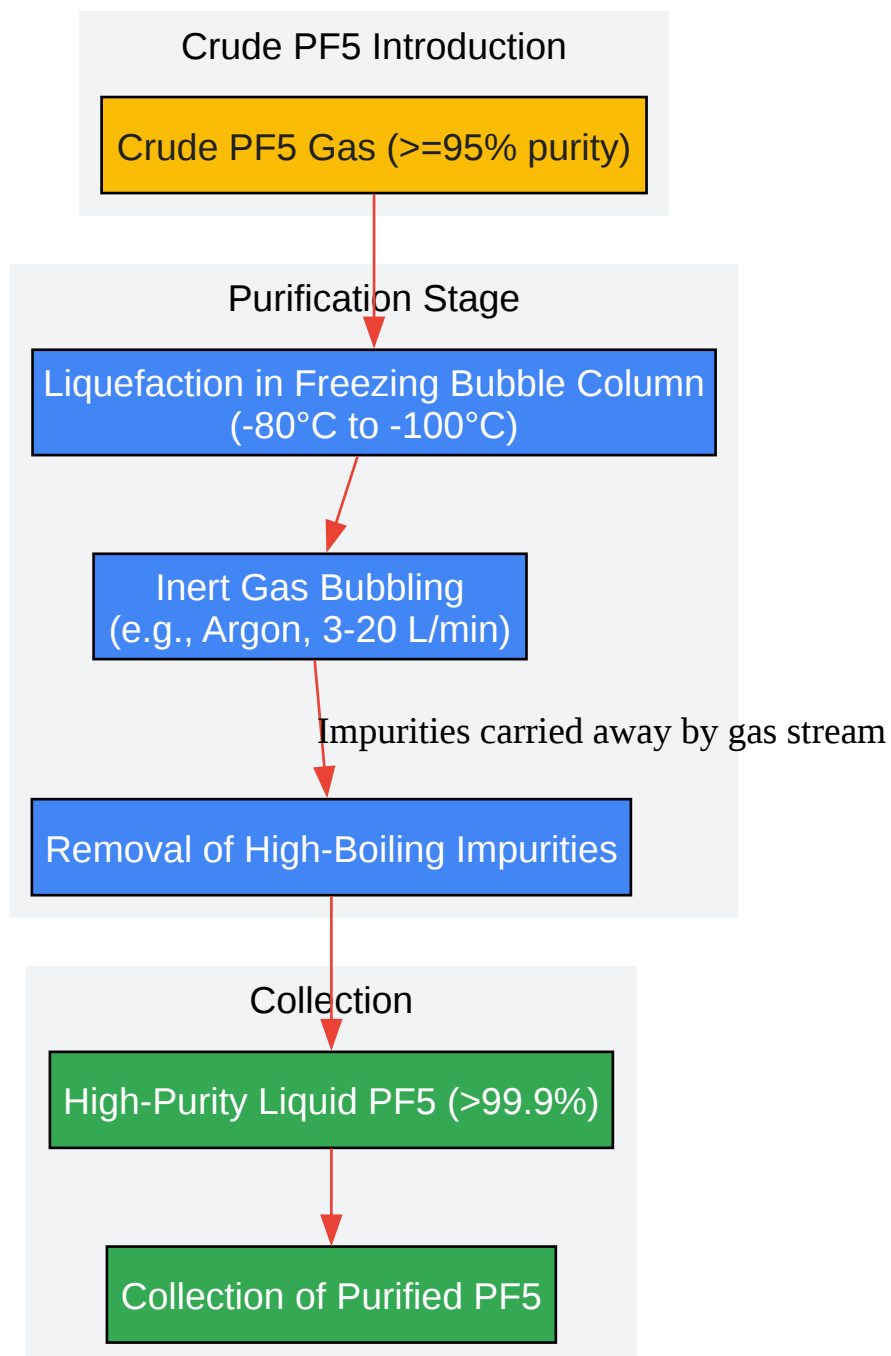 Crude PF5 Introduction
Crude PF5 Gas (>=95% purity)
Purification Stage
Liquefaction in Freezing Bubble Column
(-80°C to -100°C)
Inert Gas Bubbling
(e.g., Argon, 3-20 L/min)
Impurities carried away by gas stream
Removal of High-Boiling Impurities
Collection
High-Purity Liquid PF5 (>99.9%)
Collection of Purified PF5